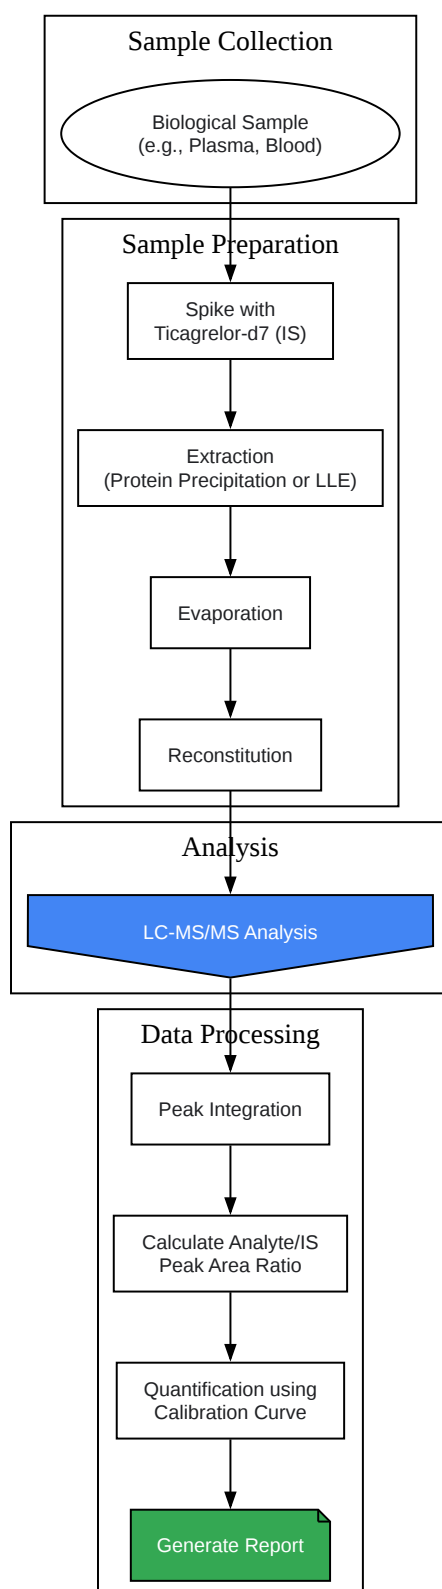 Sample Collection
Biological Sample
(e.g., Plasma, Blood)
Sample Preparation
Spike with
Ticagrelor-d7 (IS)
Extraction
(Protein Precipitation or LLE)
Evaporation
Reconstitution
Analysis
LC-MS/MS Analysis
Data Processing
Peak Integration
Calculate Analyte/IS
Peak Area Ratio
Quantification using
Calibration Curve
Generate Report